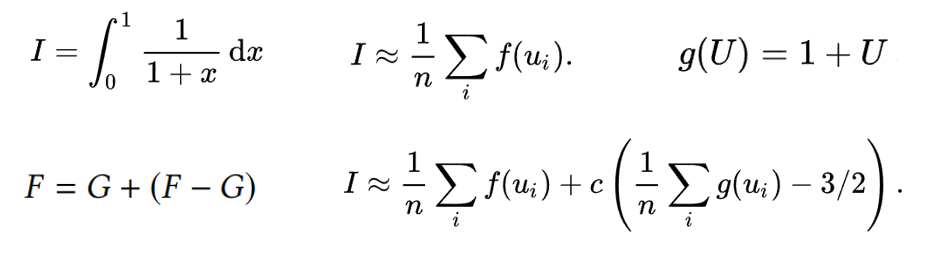 I = ∫₀¹ 1/(1 + x) dx    I ≈ 1/n ∑ᵢ f(uᵢ).    g(U) = 1 + U
F = G + (F − G)    I ≈ 1/n ∑ᵢ f(uᵢ) + c (1/n ∑ᵢ g(uᵢ) − 3/2).